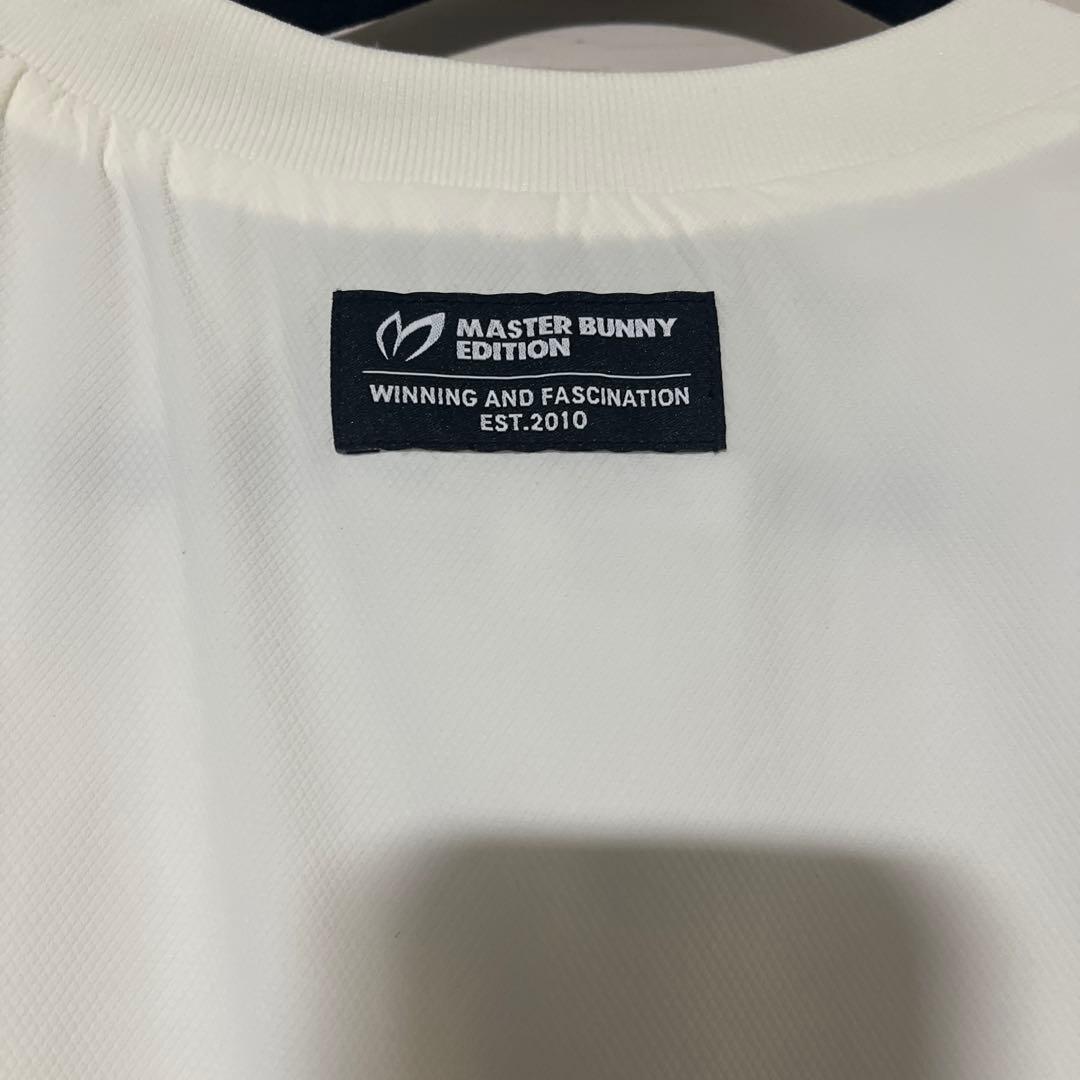 MASTER BUNNY
EDITION
WINNING AND FASCINATION
EST.2010